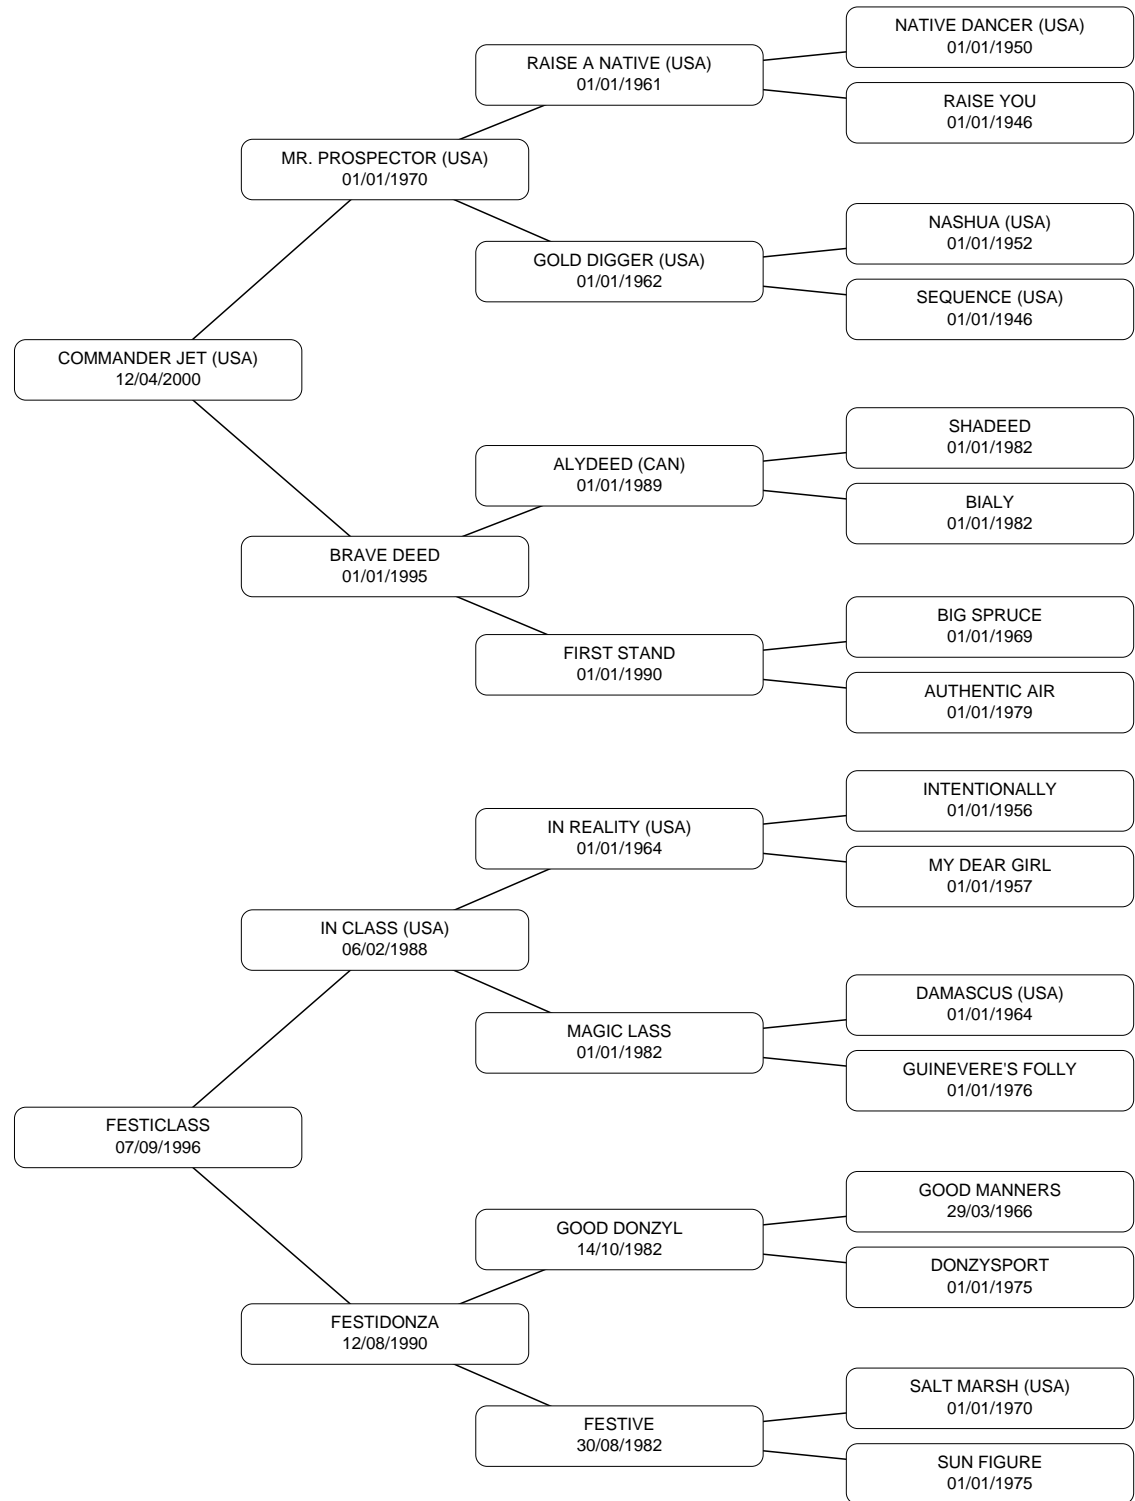 NATIVE DANCER (USA)
01/01/1950
RAISE A NATIVE (USA)
01/01/1961
RAISE YOU
01/01/1946
MR. PROSPECTOR (USA)
01/01/1970
NASHUA (USA)
01/01/1952
GOLD DIGGER (USA)
01/01/1962
SEQUENCE (USA)
01/01/1946
COMMANDER JET (USA)
12/04/2000
SHADEED
01/01/1982
ALYDEED (CAN)
01/01/1989
BIALY
01/01/1982
BRAVE DEED
01/01/1995
BIG SPRUCE
01/01/1969
FIRST STAND
01/01/1990
AUTHENTIC AIR
01/01/1979
INTENTIONALLY
01/01/1956
IN REALITY (USA)
01/01/1964
MY DEAR GIRL
01/01/1957
IN CLASS (USA)
06/02/1988
DAMASCUS (USA)
01/01/1964
MAGIC LASS
01/01/1982
GUINEVERE'S FOLLY
01/01/1976
FESTICLASS
07/09/1996
GOOD MANNERS
29/03/1966
GOOD DONZYL
14/10/1982
DONZYSPORT
01/01/1975
FESTIDONZA
12/08/1990
SALT MARSH (USA)
01/01/1970
FESTIVE
30/08/1982
SUN FIGURE
01/01/1975